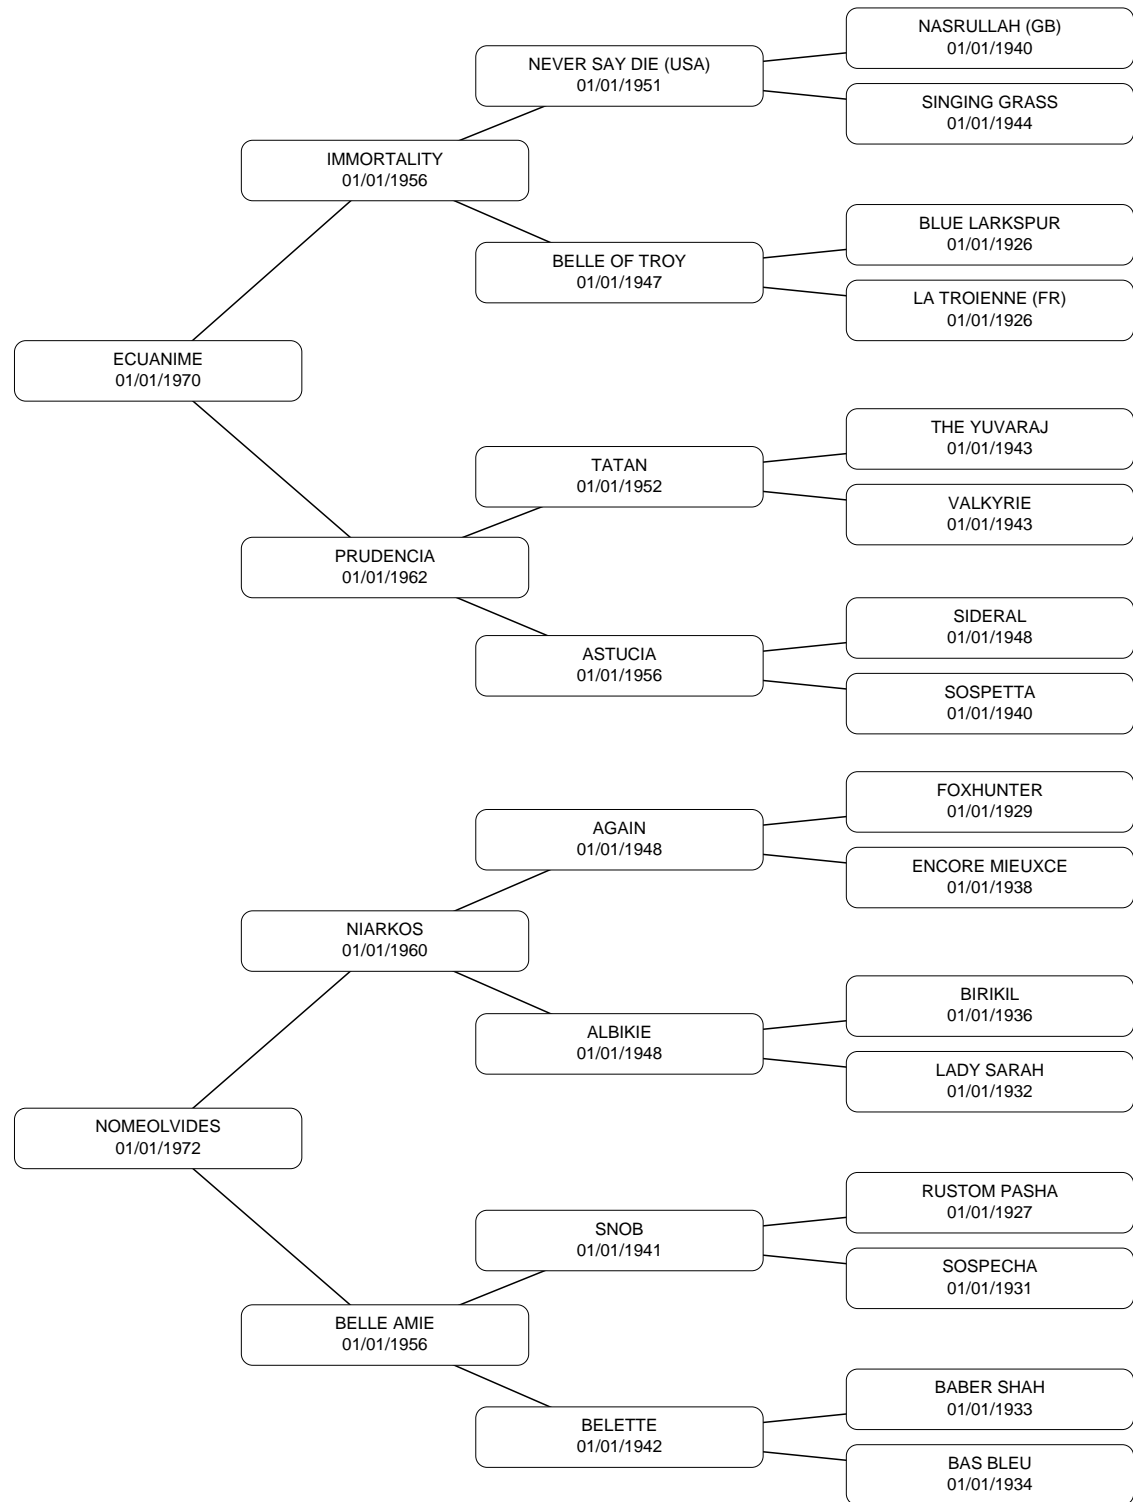 NASRULLAH (GB)
01/01/1940
NEVER SAY DIE (USA)
01/01/1951
SINGING GRASS
01/01/1944
IMMORTALITY
01/01/1956
BLUE LARKSPUR
01/01/1926
BELLE OF TROY
01/01/1947
LA TROIENNE (FR)
01/01/1926
ECUANIME
01/01/1970
THE YUVARAJ
01/01/1943
TATAN
01/01/1952
VALKYRIE
01/01/1943
PRUDENCIA
01/01/1962
SIDERAL
01/01/1948
ASTUCIA
01/01/1956
SOSPETTA
01/01/1940
FOXHUNTER
01/01/1929
AGAIN
01/01/1948
ENCORE MIEUXCE
01/01/1938
NIARKOS
01/01/1960
BIRIKIL
01/01/1936
ALBIKIE
01/01/1948
LADY SARAH
01/01/1932
NOMEOLVIDES
01/01/1972
RUSTOM PASHA
01/01/1927
SNOB
01/01/1941
SOSPECHA
01/01/1931
BELLE AMIE
01/01/1956
BABER SHAH
01/01/1933
BELETTE
01/01/1942
BAS BLEU
01/01/1934